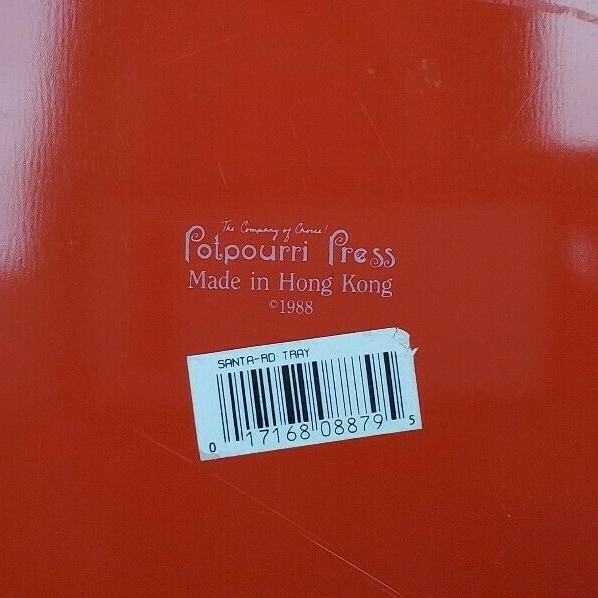 The Company of Choice!
Potpourri Press
Made in Hong Kong
©1988
SANTA-RD TRAY
0 17168 08879 5